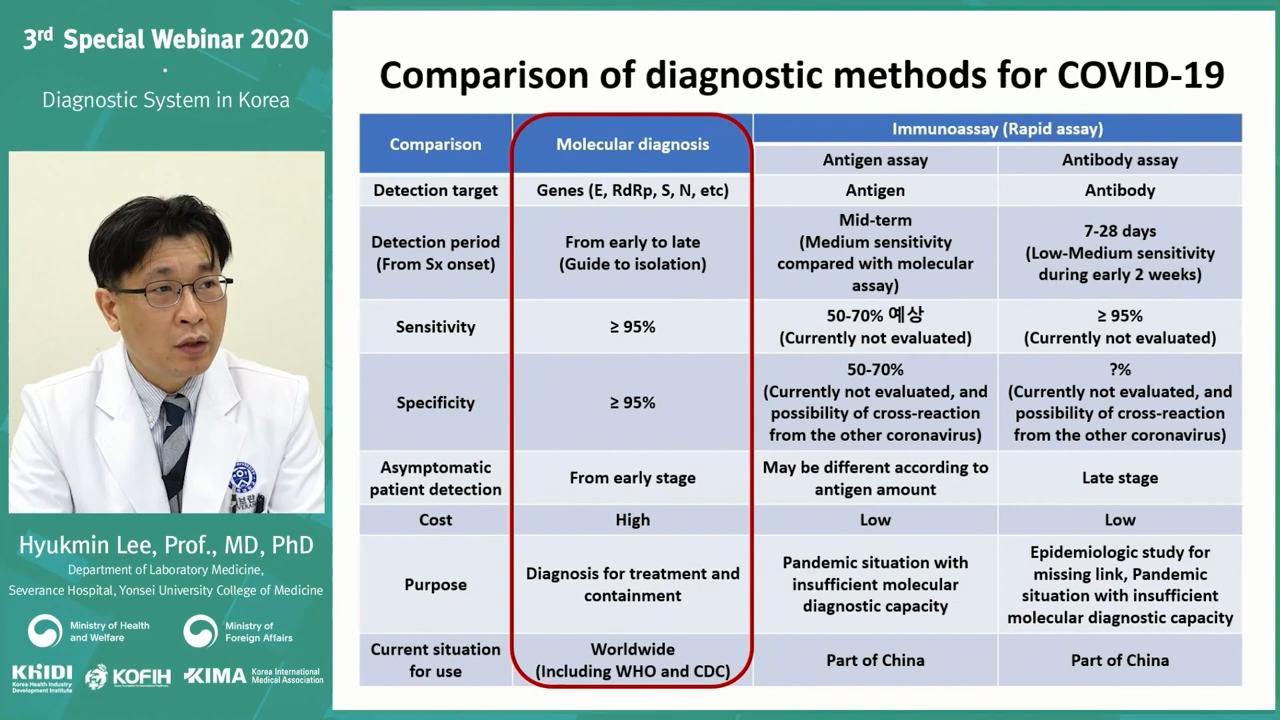 3rd Special Webinar 2020
Diagnostic System in Korea
Hyukmin Lee, Prof., MD, PhD
Department of Laboratory Medicine,
Severance Hospital, Yonsei University College of Medicine
Ministry of Health
and Welfare
Ministry of
Foreign Affairs
KHIDI
Korea Health Industry
Development Institute
KOFIH
KIMA
Korea International
Medical Association
Comparison of diagnostic methods for COVID-19
Comparison
Molecular diagnosis
Immunoassay (Rapid assay)
Antigen assay
Antibody assay
Detection target
Genes (E, RdRp, S, N, etc)
Antigen
Antibody
Detection period
(From Sx onset)
From early to late
(Guide to isolation)
Mid-term
(Medium sensitivity
compared with molecular
assay)
7-28 days
(Low-Medium sensitivity
during early 2 weeks)
Sensitivity
≥ 95%
50-70% 예상
(Currently not evaluated)
≥ 95%
(Currently not evaluated)
Specificity
≥ 95%
50-70%
(Currently not evaluated, and
possibility of cross-reaction
from the other coronavirus)
?%
(Currently not evaluated, and
possibility of cross-reaction
from the other coronavirus)
Asymptomatic
patient detection
From early stage
May be different according to
antigen amount
Late stage
Cost
High
Low
Low
Purpose
Diagnosis for treatment and
containment
Pandemic situation with
insufficient molecular
diagnostic capacity
Epidemiologic study for
missing link, Pandemic
situation with insufficient
molecular diagnostic capacity
Current situation
for use
Worldwide
(Including WHO and CDC)
Part of China
Part of China